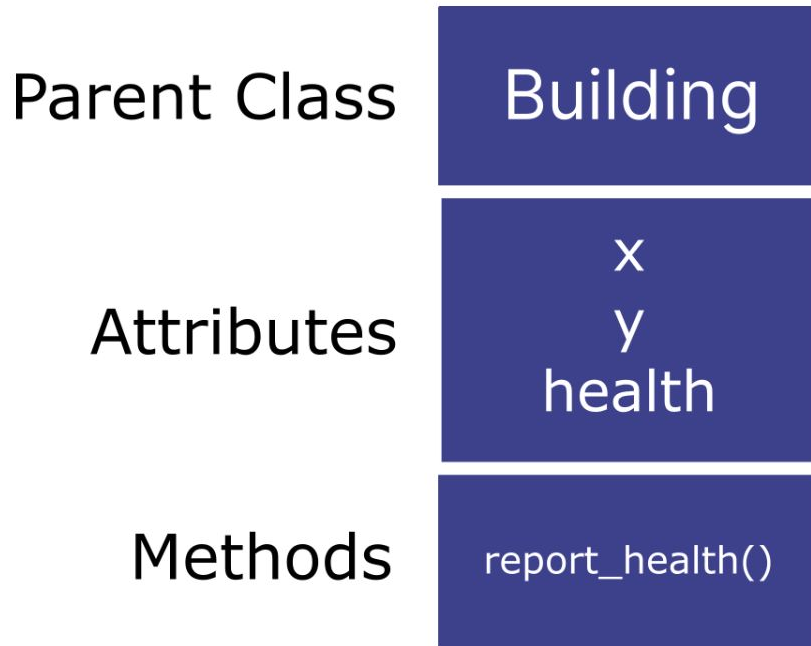 Parent Class
Building
Attributes
x
y
health
Methods
report_health()